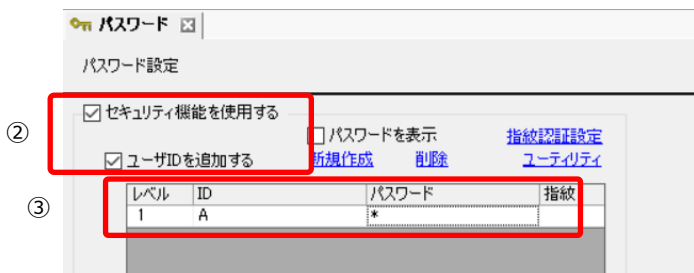 パスワード
パスワード設定
②
セキュリティ機能を使用する
パスワードを表示 指紋認証設定
ユーザIDを追加する 新規作成 削除 ユーティリティ
③
レベル ID パスワード 指紋
1 A *